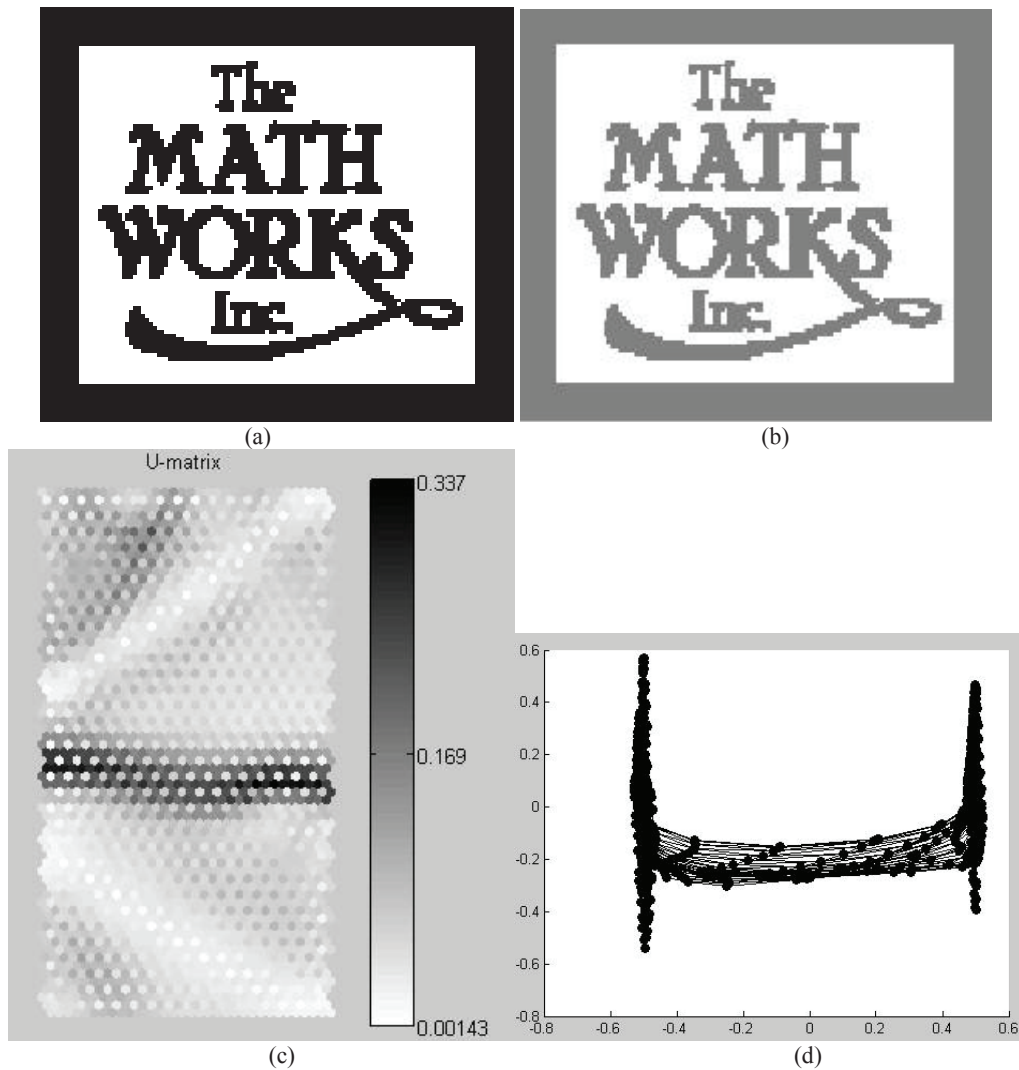 The
MATH
WORKS
Inc.
(a)
The
MATH
WORKS
Inc.
(b)
U-matrix
0.337
0.169
0.00143
(c)
0.6
0.4
0.2
0
-0.2
-0.4
-0.6
-0.8
-0.8 -0.6 -0.4 -0.2 0 0.2 0.4 0.6
(d)